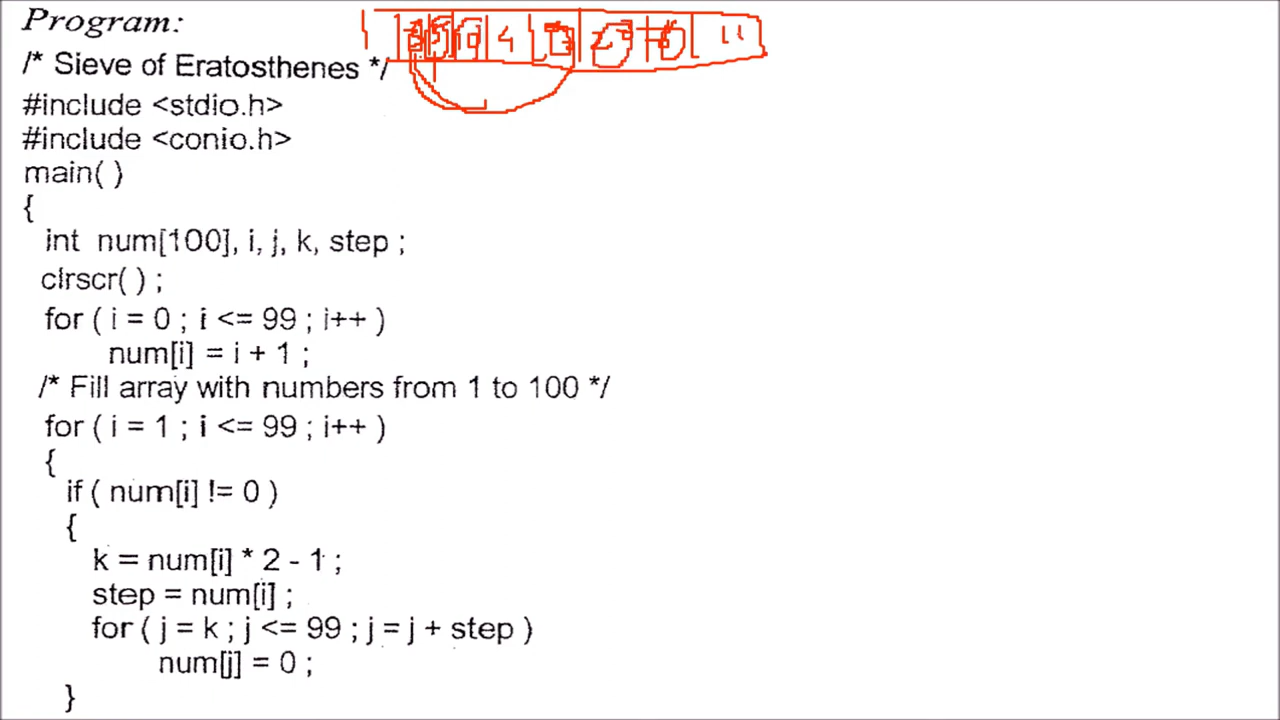 Program:
/* Sieve of Eratosthenes */
#include <stdio.h>
#include <conio.h>
main( )
{
int num[100], i, j, k, step ;
clrscr( ) ;
for ( i = 0 ; i <= 99 ; i++ )
num[i] = i + 1 ;
/* Fill array with numbers from 1 to 100 */
for ( i = 1 ; i <= 99 ; i++ )
{
if ( num[i] != 0 )
{
k = num[i] * 2 - 1 ;
step = num[i] ;
for ( j = k ; j <= 99 ; j = j + step )
num[j] = 0 ;
}